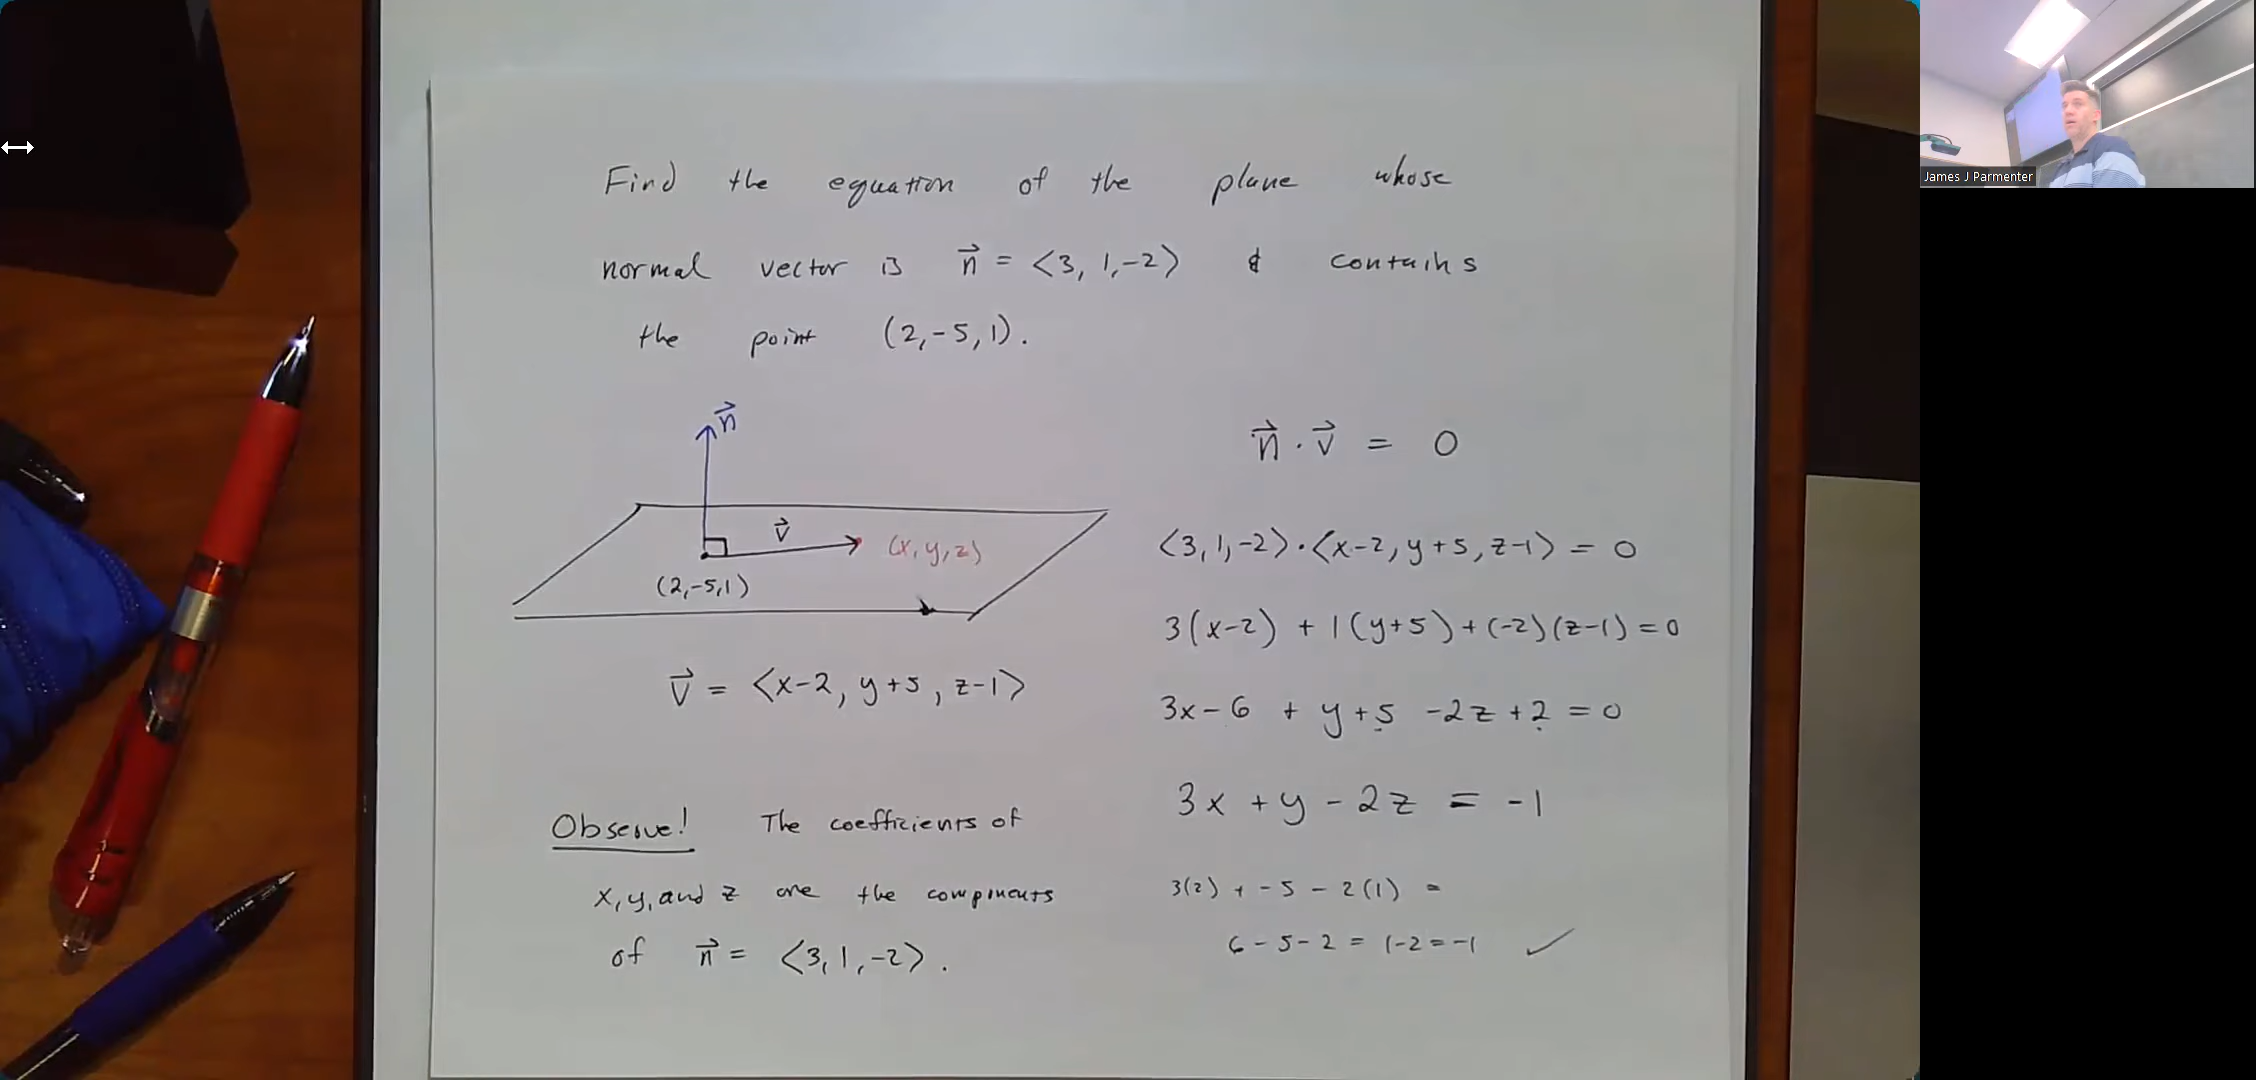 Find the equation of the plane whose
normal vector is n⃗ = <3, 1, -2> & contains
the point (2, -5, 1).
n⃗
v⃗
(x, y, z)
(2, -5, 1)
v⃗ = <x-2, y+5, z-1>
Observe! The coefficients of
x, y, and z are the components
of n⃗ = <3, 1, -2>.
n⃗ · v⃗ = 0
<3, 1, -2> · <x-2, y+5, z-1> = 0
3(x-2) + 1(y+5) + (-2)(z-1) = 0
3x - 6 + y + 5 - 2z + 2 = 0
3x + y - 2z = -1
3(2) + -5 - 2(1) =
6 - 5 - 2 = 1 - 2 = -1 ✓
James J Parmenter